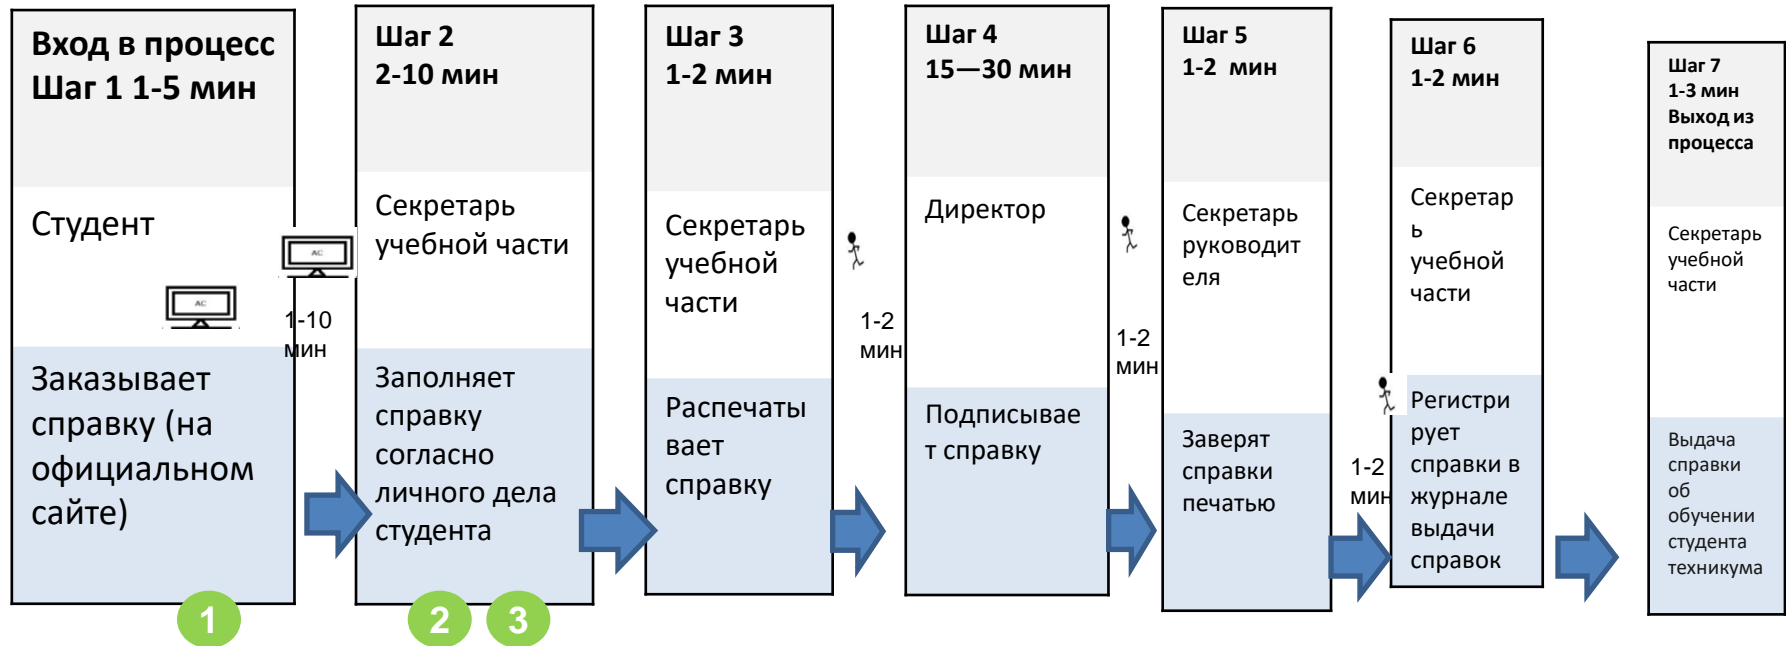 Вход в процесс
Шаг 1 1-5 мин
Студент
AC
Заказывает
справку (на
официальном
сайте)
1
AC
1-10
мин
Шаг 2
2-10 мин
Секретарь
учебной части
Заполняет
справку
согласно
личного дела
студента
2
3
Шаг 3
1-2 мин
Секретарь
учебной
части
Распечаты
вает
справку
1-2
мин
Шаг 4
15—30 мин
Директор
Подписывае
т справку
1-2
мин
Шаг 5
1-2 мин
Секретарь
руководит
еля
Заверят
справки
печатью
1-2
мин
Шаг 6
1-2 мин
Секретар
ь
учебной
части
Регистри
рует
справки в
журнале
выдачи
справок
Шаг 7
1-3 мин
Выход из
процесса
Секретарь
учебной
части
Выдача
справки
об
обучении
студента
техникума